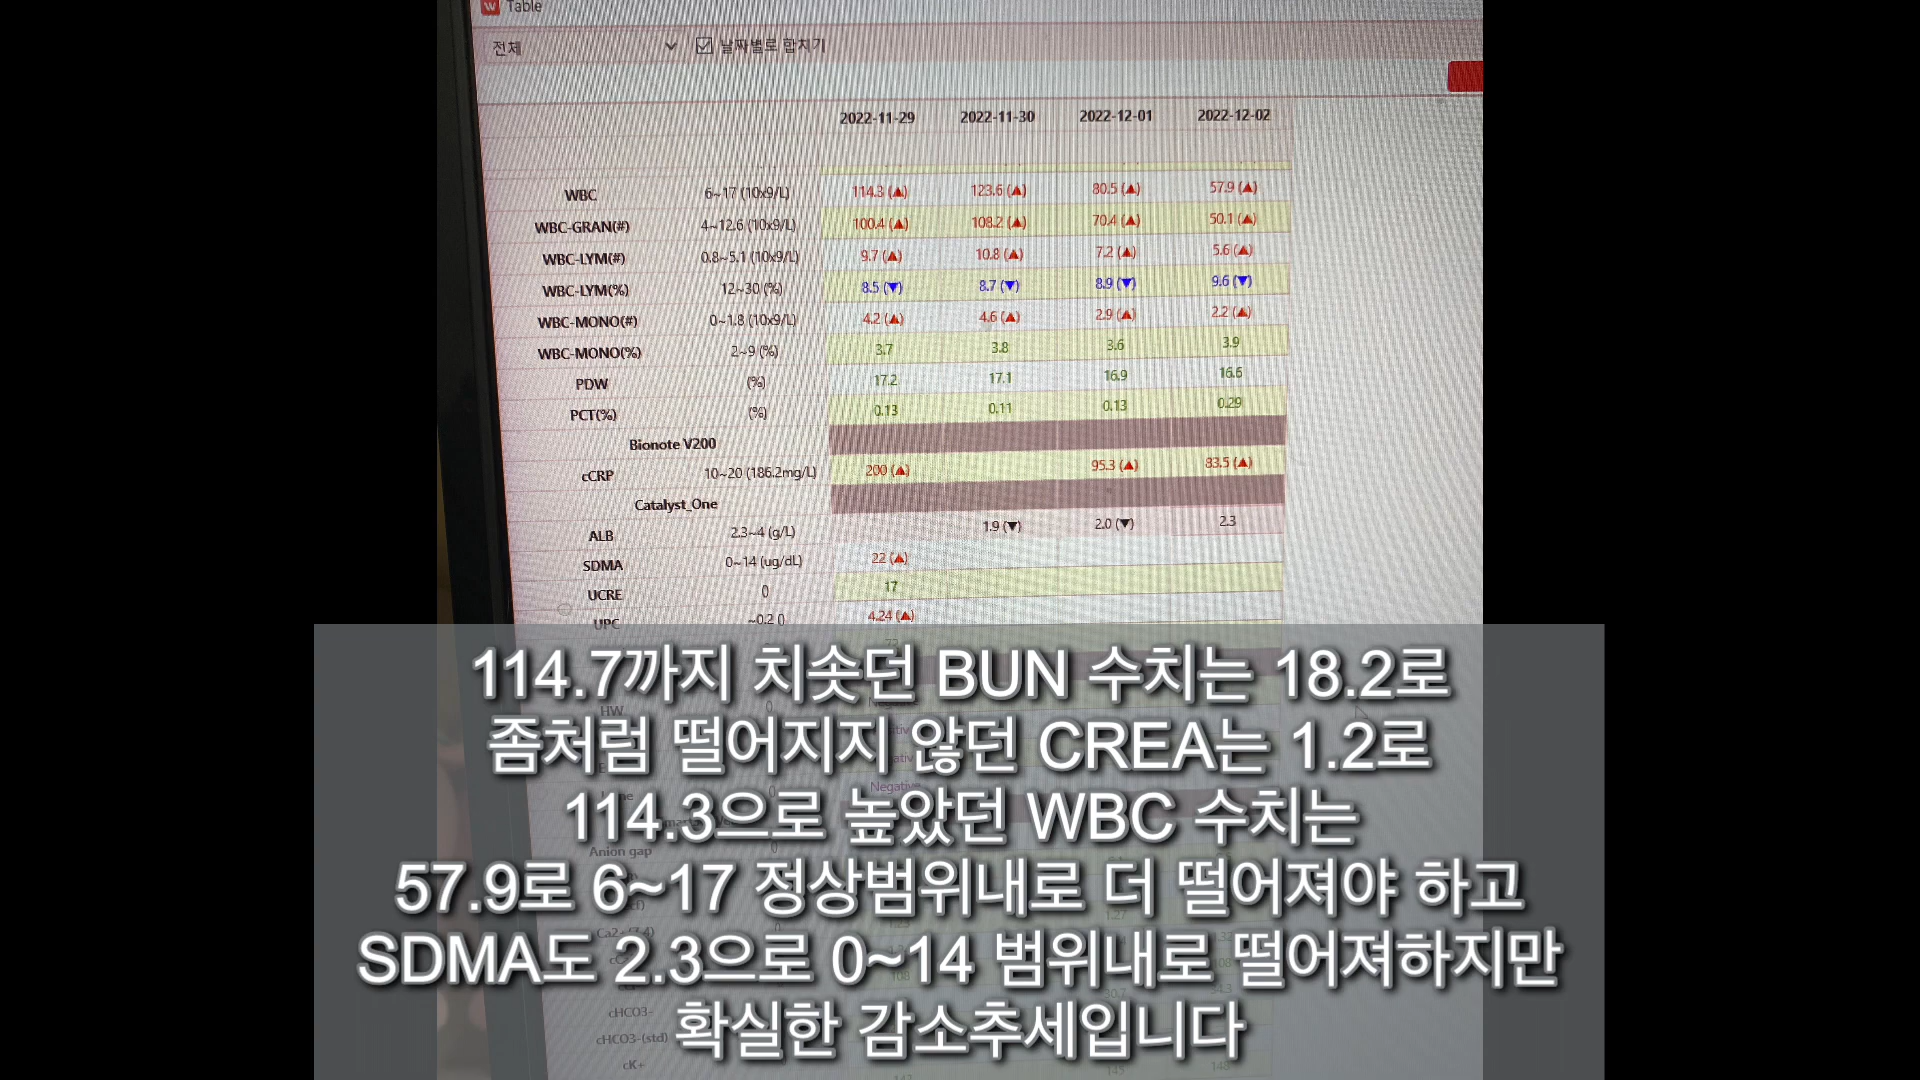 Table
전체
날짜별로 합치기
2022-11-29 2022-11-30 2022-12-01 2022-12-02
WBC 6~17 (10x9/L) 114.3 (▲) 123.6 (▲) 80.5 (▲) 57.9 (▲)
WBC-GRAN(#) 4~12.6 (10x9/L) 100.4 (▲) 108.2 (▲) 70.4 (▲) 50.1 (▲)
WBC-LYM(#) 0.8~5.1 (10x9/L) 9.7 (▲) 10.8 (▲) 7.2 (▲) 5.6 (▲)
WBC-LYM(%) 12~30 (%) 8.5 (▼) 8.7 (▼) 8.9 (▼) 9.6 (▼)
WBC-MONO(#) 0~1.8 (10x9/L) 4.2 (▲) 4.6 (▲) 2.9 (▲) 2.2 (▲)
WBC-MONO(%) 2~9 (%) 3.7 3.8 3.6 3.9
PDW (%) 17.2 17.1 16.9 16.6
PCT(%) (%) 0.13 0.11 0.13 0.29
Bionote V200
cCRP 10~20 (186.2mg/L) 200 (▲) 95.3 (▲) 83.5 (▲)
Catalyst_One
ALB 2.3~4 (g/L) 1.9 (▼) 2.0 (▼) 2.3
SDMA 0~14 (ug/dL) 22 (▲)
UCRE () 17
UPC ~0.2 () 4.24 (▲)
114.7까지 치솟던 BUN 수치는 18.2로
좀처럼 떨어지지 않던 CREA는 1.2로
114.3으로 높았던 WBC 수치는
57.9로 6~17 정상범위내로 더 떨어져야 하고
SDMA도 2.3으로 0~14 범위내로 떨어져하지만
확실한 감소추세입니다
HW
Negative
Anion gap
cHCO3-
cHCO3-(std)
cK+